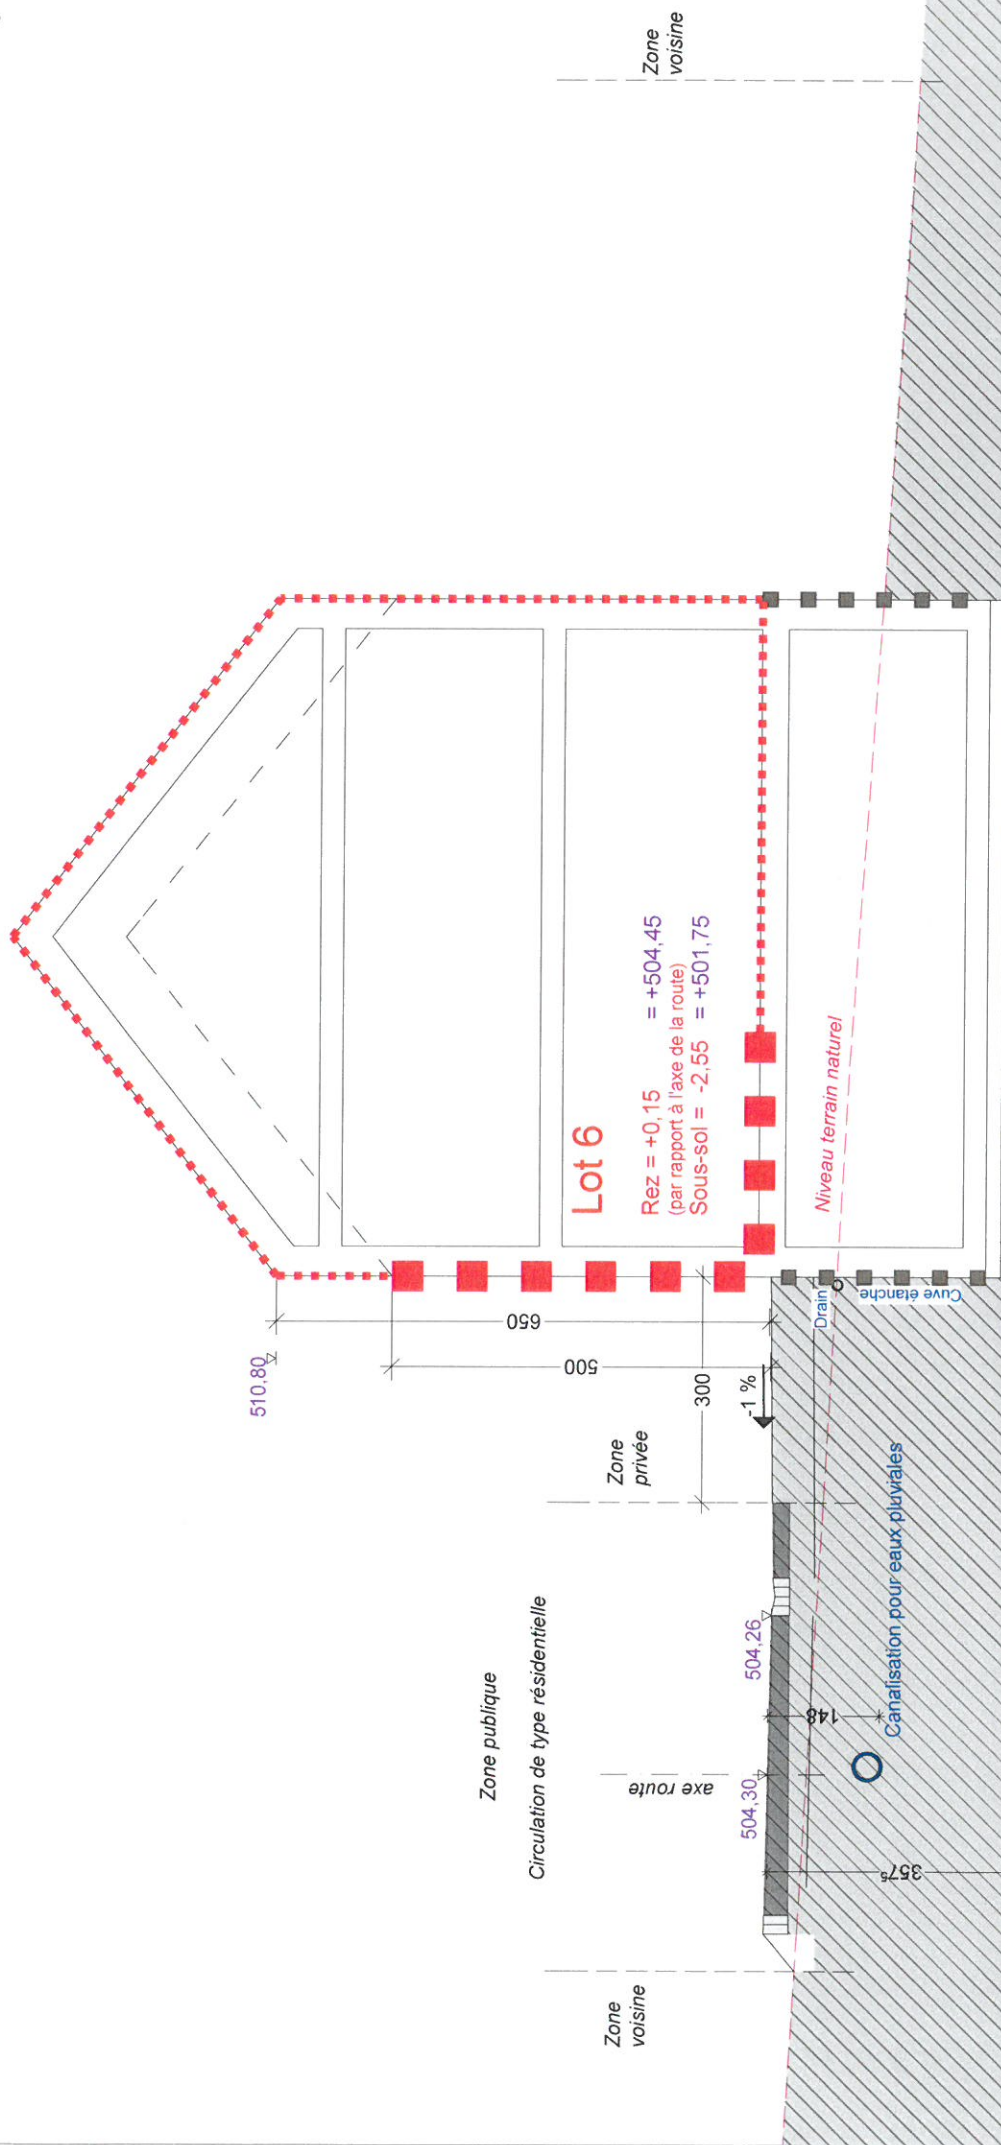 Zone
voisine
Zone publique
Circulation de type résidentielle
axe route
504,30
504,26
148
357⁵
Canalisation pour eaux pluviales
Zone
privée
300
-1 %
510,80
650
500
Drain
Cuve étanche
Lot 6
Rez = +0,15 = +504,45
(par rapport à l'axe de la route)
Sous-sol = -2,55 = +501,75
Niveau terrain naturel
Zone
voisine